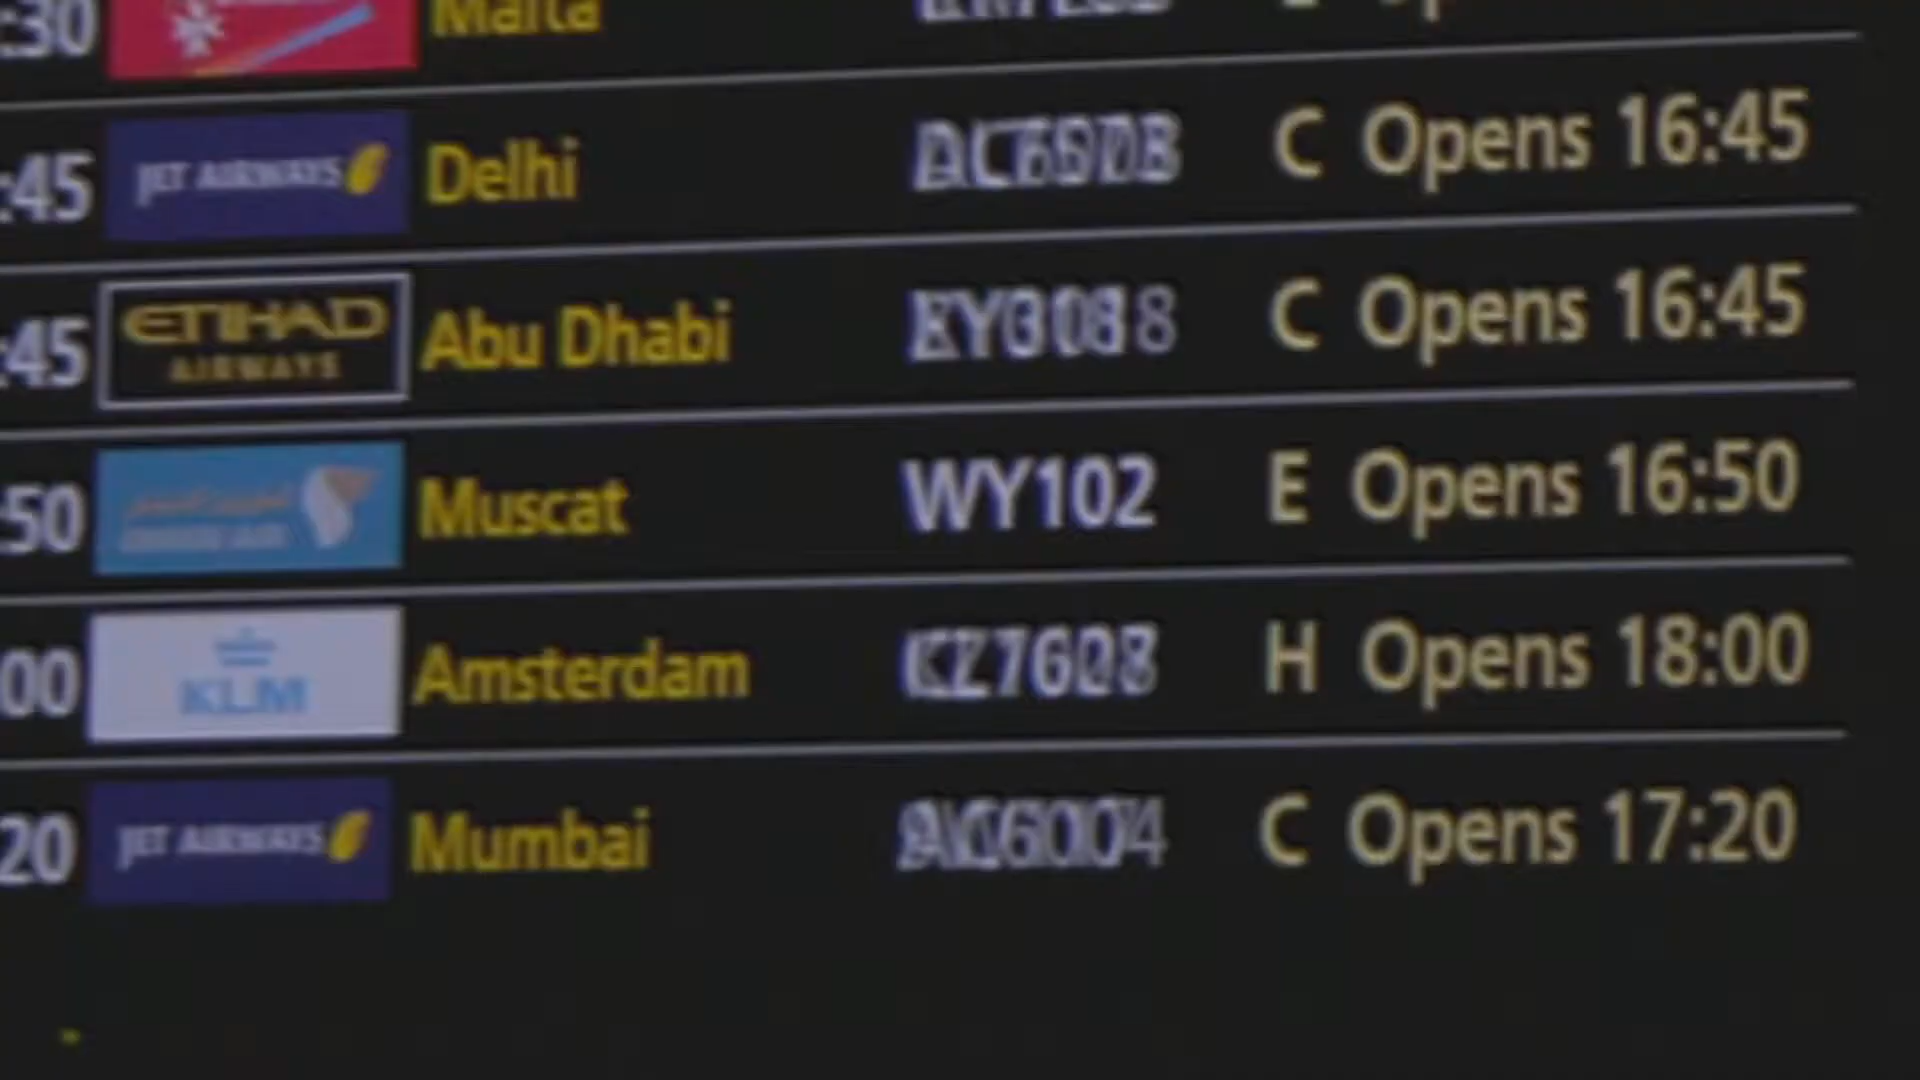 :30 Malta
:45 JET AIRWAYS Delhi C Opens 16:45
:45 ETIHAD AIRWAYS Abu Dhabi C Opens 16:45
:50 Muscat WY102 E Opens 16:50
:00 KLM Amsterdam H Opens 18:00
:20 JET AIRWAYS Mumbai C Opens 17:20